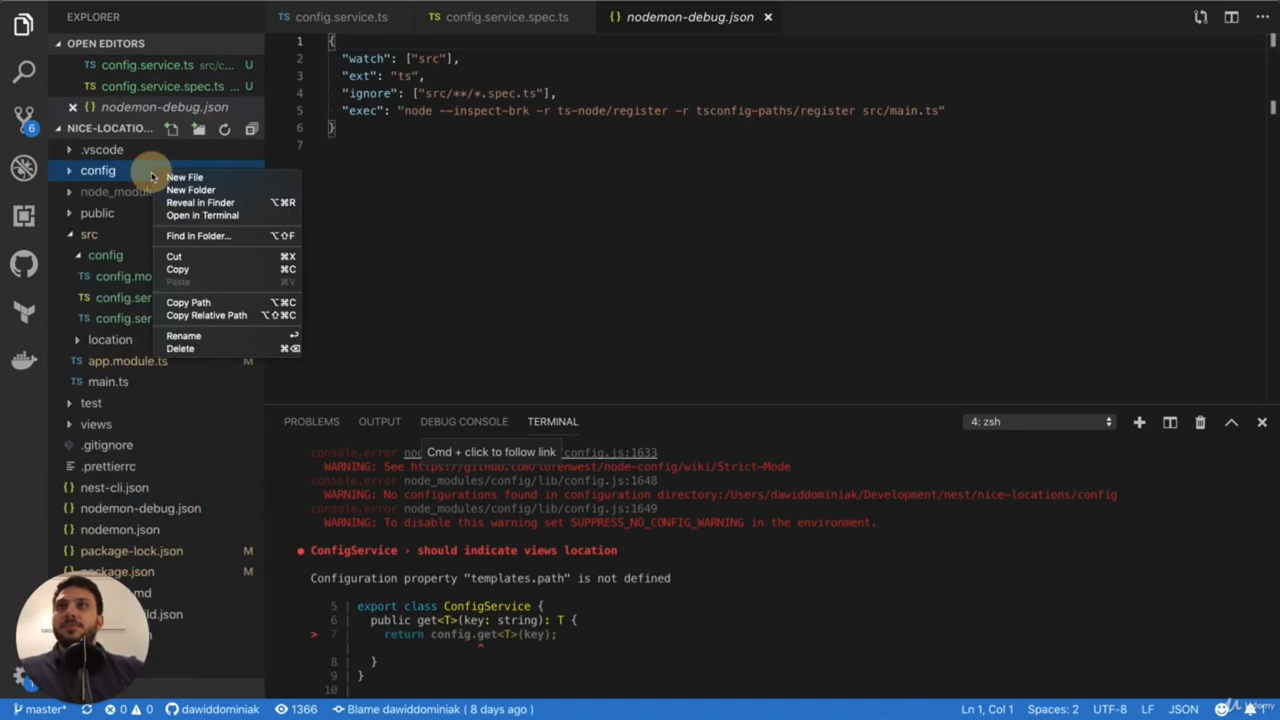 EXPLORER
OPEN EDITORS
TS config.service.ts src/c... U
TS config.service.spec.ts ... U
{} nodemon-debug.json
NICE-LOCATIO...
.vscode
config
node_modul
public
src
config
TS config.mo
TS config.ser
TS config.ser
location
TS app.module.ts M
TS main.ts
test
views
.gitignore
.prettierrc
{} nest-cli.json
{} nodemon-debug.json
{} nodemon.json
{} package-lock.json M
package.json M
md
ild.json
6
New File
New Folder
Reveal in Finder ⌥⌘R
Open in Terminal
Find in Folder... ⌥⇧F
Cut ⌘X
Copy ⌘C
Paste ⌘V
Copy Path ⌥⌘C
Copy Relative Path ⌥⇧⌘C
Rename ↩
Delete ⌘⌫
TS config.service.ts
TS config.service.spec.ts
{} nodemon-debug.json
1 {
2 "watch": ["src"],
3 "ext": "ts",
4 "ignore": ["src/**/*.spec.ts"],
5 "exec": "node --inspect-brk -r ts-node/register -r tsconfig-paths/register src/main.ts"
6 }
7
PROBLEMS OUTPUT DEBUG CONSOLE TERMINAL 4: zsh
Cmd + click to follow link
console.error nod config.js:1633
WARNING: See https://github.com/lorenwest/node-config/wiki/Strict-Mode
console.error node_modules/config/lib/config.js:1648
WARNING: No configurations found in configuration directory:/Users/dawiddominiak/Development/nest/nice-locations/config
console.error node_modules/config/lib/config.js:1649
WARNING: To disable this warning set SUPPRESS_NO_CONFIG_WARNING in the environment.
● ConfigService › should indicate views location
Configuration property "templates.path" is not defined
5 | export class ConfigService {
6 | public get<T>(key: string): T {
> 7 | return config.get<T>(key);
| ^
8 | }
9 | }
10 |
master* 0 0 dawiddominiak 1366 Blame dawiddominiak ( 8 days ago ) Ln 1, Col 1 Spaces: 2 UTF-8 LF JSON
Udemy